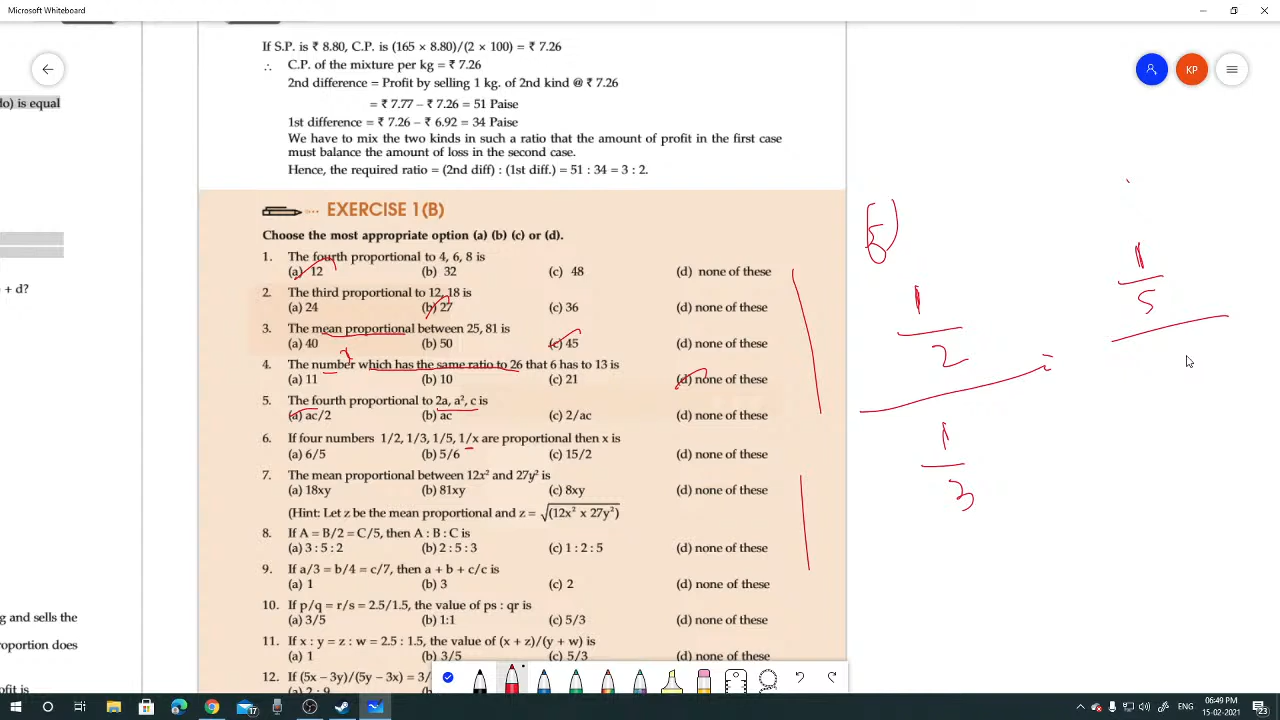 Microsoft Whiteboard
If S.P. is ₹ 8.80, C.P. is (165 × 8.80)/(2 × 100) = ₹ 7.26
∴ C.P. of the mixture per kg = ₹ 7.26
2nd difference = Profit by selling 1 kg. of 2nd kind @ ₹ 7.26
= ₹ 7.77 – ₹ 7.26 = 51 Paise
1st difference = ₹ 7.26 – ₹ 6.92 = 34 Paise
We have to mix the two kinds in such a ratio that the amount of profit in the first case
must balance the amount of loss in the second case.
Hence, the required ratio = (2nd diff) : (1st diff.) = 51 : 34 = 3 : 2.
lo) is equal
+ d?
g and sells the
roportion does
ofit is
EXERCISE 1(B)
Choose the most appropriate option (a) (b) (c) or (d).
1. The fourth proportional to 4, 6, 8 is
(a) 12 (b) 32 (c) 48 (d) none of these
2. The third proportional to 12, 18 is
(a) 24 (b) 27 (c) 36 (d) none of these
3. The mean proportional between 25, 81 is
(a) 40 (b) 50 (c) 45 (d) none of these
4. The number which has the same ratio to 26 that 6 has to 13 is
(a) 11 (b) 10 (c) 21 (d) none of these
5. The fourth proportional to 2a, a², c is
(a) ac/2 (b) ac (c) 2/ac (d) none of these
6. If four numbers 1/2, 1/3, 1/5, 1/x are proportional then x is
(a) 6/5 (b) 5/6 (c) 15/2 (d) none of these
7. The mean proportional between 12x² and 27y² is
(a) 18xy (b) 81xy (c) 8xy (d) none of these
(Hint: Let z be the mean proportional and z = √(12x² x 27y²)
8. If A = B/2 = C/5, then A : B : C is
(a) 3 : 5 : 2 (b) 2 : 5 : 3 (c) 1 : 2 : 5 (d) none of these
9. If a/3 = b/4 = c/7, then a + b + c/c is
(a) 1 (b) 3 (c) 2 (d) none of these
10. If p/q = r/s = 2.5/1.5, the value of ps : qr is
(a) 3/5 (b) 1:1 (c) 5/3 (d) none of these
11. If x : y = z : w = 2.5 : 1.5, the value of (x + z)/(y + w) is
(a) 1 (b) 3/5 (c) 5/3 (d) none of these
12. If (5x – 3y)/(5y – 3x) = 3/
(a) 2 : 9 (b)
KP
1
2
1
3
1
5
ENG
06:49 PM
15-02-2021
23